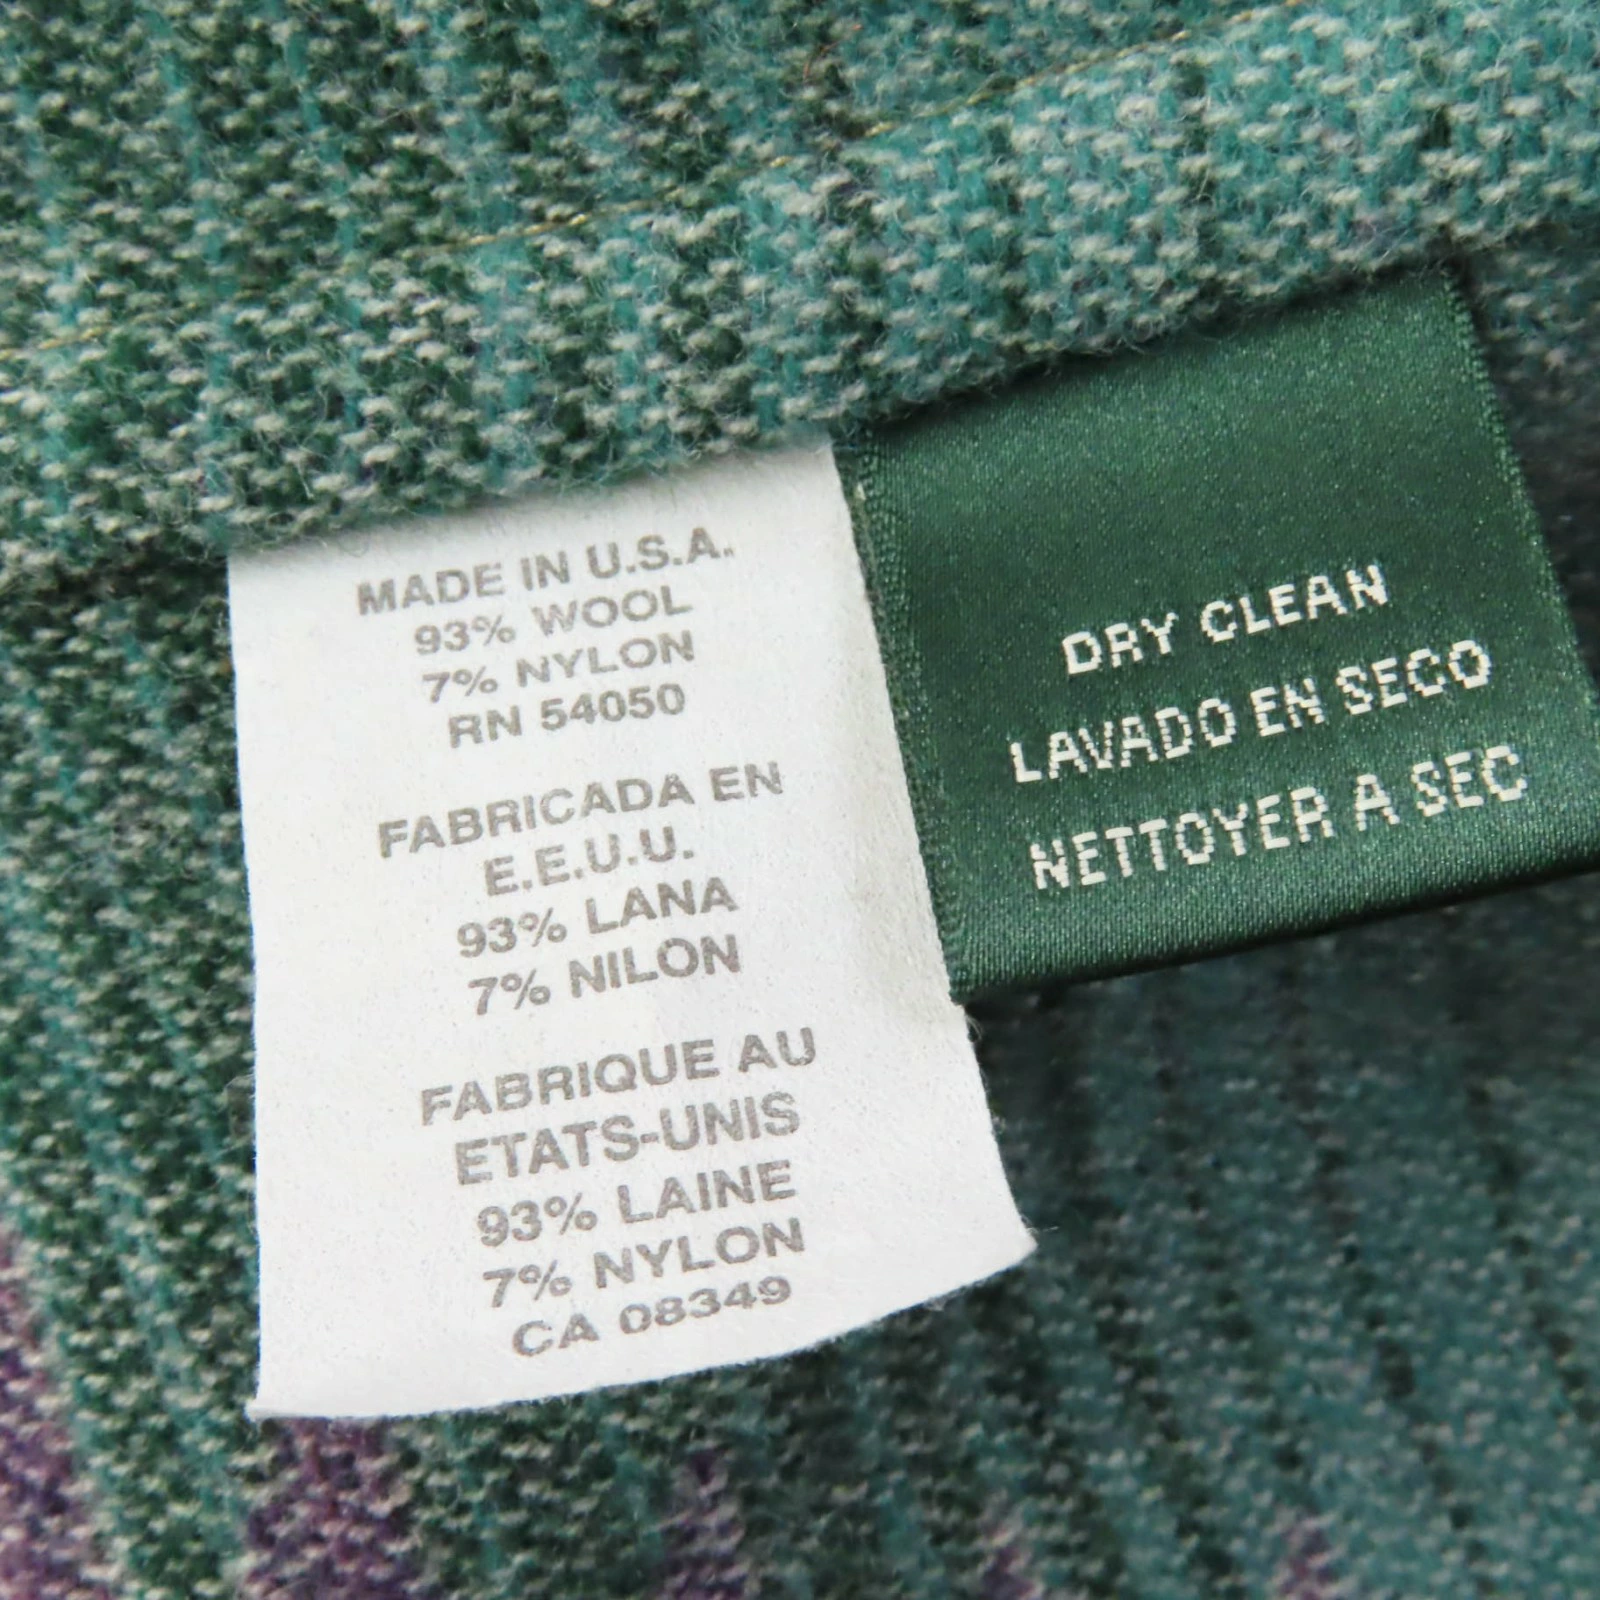 MADE IN U.S.A.
93% WOOL
7% NYLON
RN 54050
FABRICADA EN
E.E.U.U.
93% LANA
7% NILON
FABRIQUE AU
ETATS-UNIS
93% LAINE
7% NYLON
CA 08349
DRY CLEAN
LAVADO EN SECO
NETTOYER A SEC